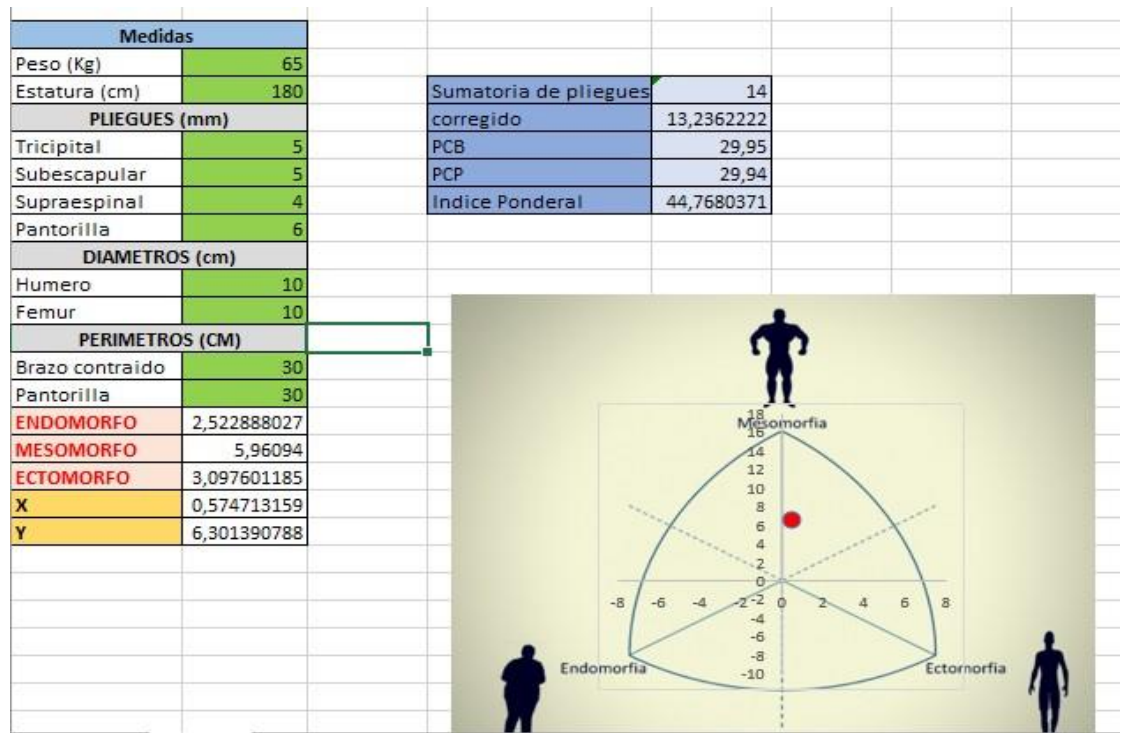 Medidas
Peso (Kg) 65
Estatura (cm) 180
PLIEGUES (mm)
Tricipital 5
Subescapular 5
Supraespinal 4
Pantorilla 6
DIAMETROS (cm)
Humero 10
Femur 10
PERIMETROS (CM)
Brazo contraido 30
Pantorilla 30
ENDOMORFO 2,522888027
MESOMORFO 5,96094
ECTOMORFO 3,097601185
X 0,574713159
Y 6,301390788
Sumatoria de pliegues 14
corregido 13,2362222
PCB 29,95
PCP 29,94
Indice Ponderal 44,7680371
18
Mesomorfia
16
14
12
10
8
6
4
2
0
-8 -6 -4 -2 0 2 4 6 8
-2
-4
-6
-8
-10
Endomorfia
Ectornorfia